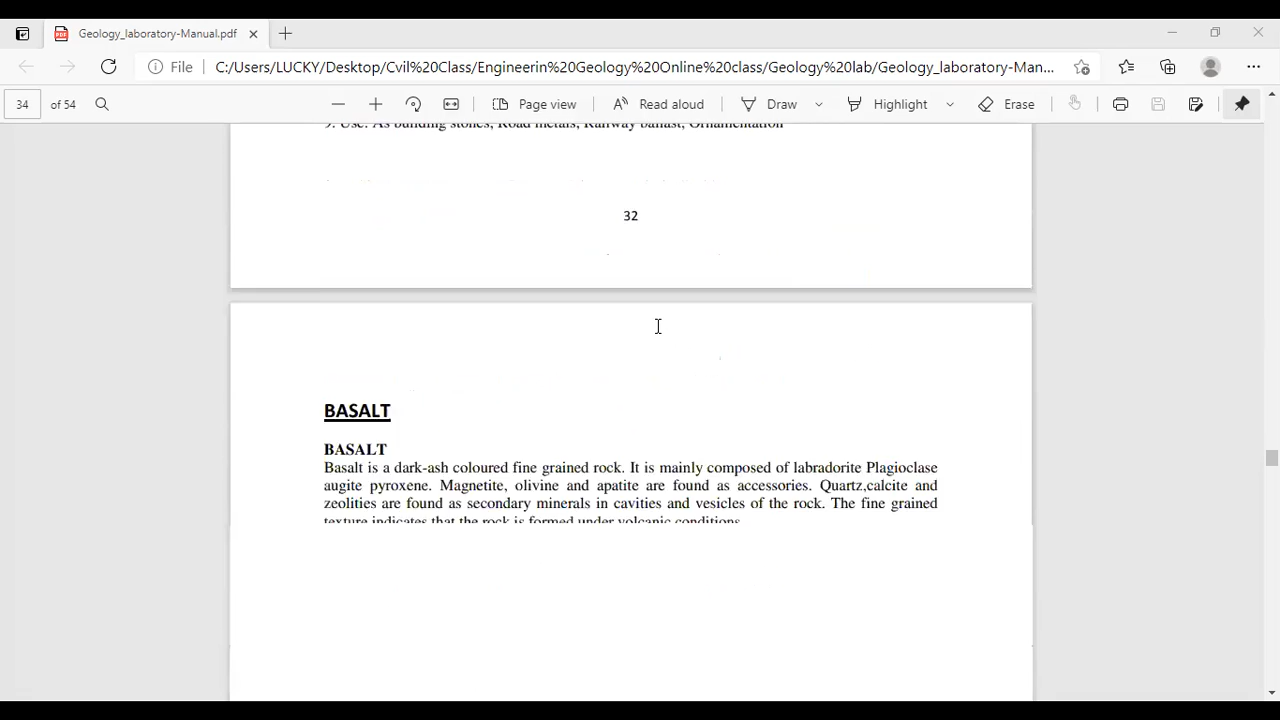 Geology_laboratory-Manual.pdf
File C:/Users/LUCKY/Desktop/Cvil%20Class/Engineerin%20Geology%20Online%20class/Geology%20lab/Geology_laboratory-Man...
34 of 54 Page view Read aloud Draw Highlight Erase
9. Use: As building stones, Road metals, Railway ballast, Ornamentation
32
BASALT
BASALT
Basalt is a dark-ash coloured fine grained rock. It is mainly composed of labradorite Plagioclase
augite pyroxene. Magnetite, olivine and apatite are found as accessories. Quartz,calcite and
zeolities are found as secondary minerals in cavities and vesicles of the rock. The fine grained
texture indicates that the rock is formed under volcanic conditions.